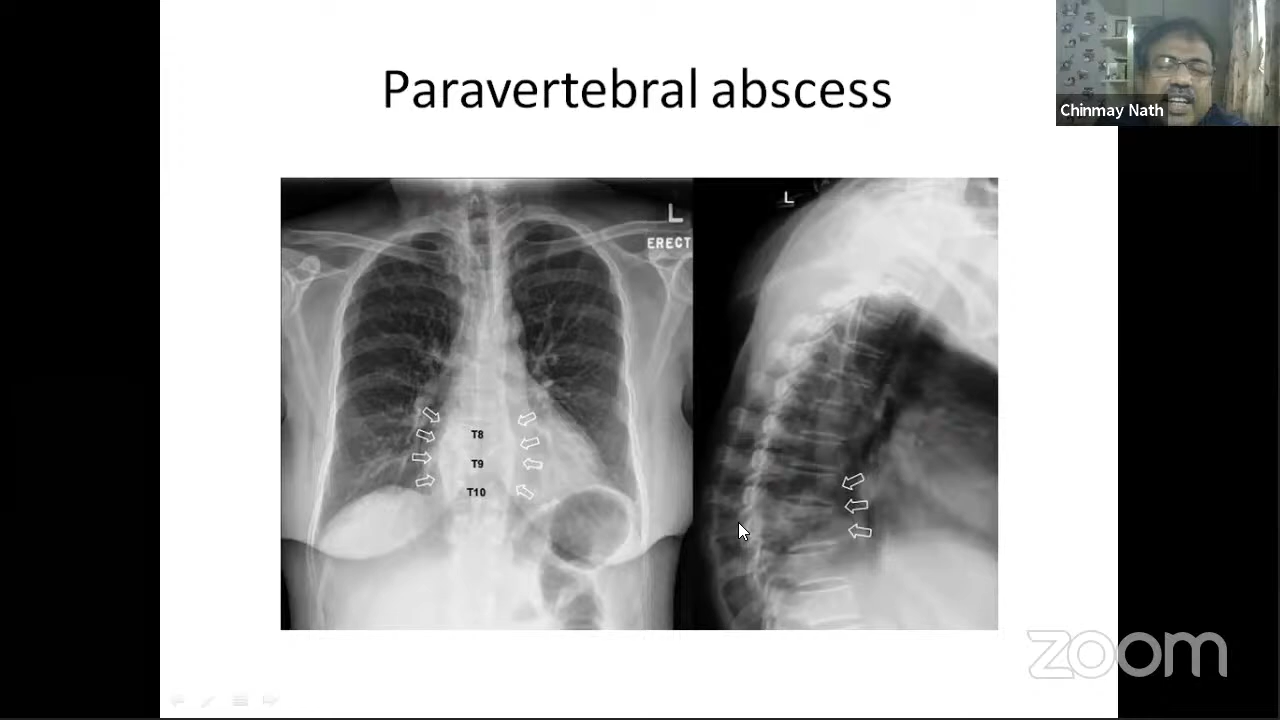 Paravertebral abscess
Chinmay Nath
L
ERECT
L
T8
T9
T10
zoom